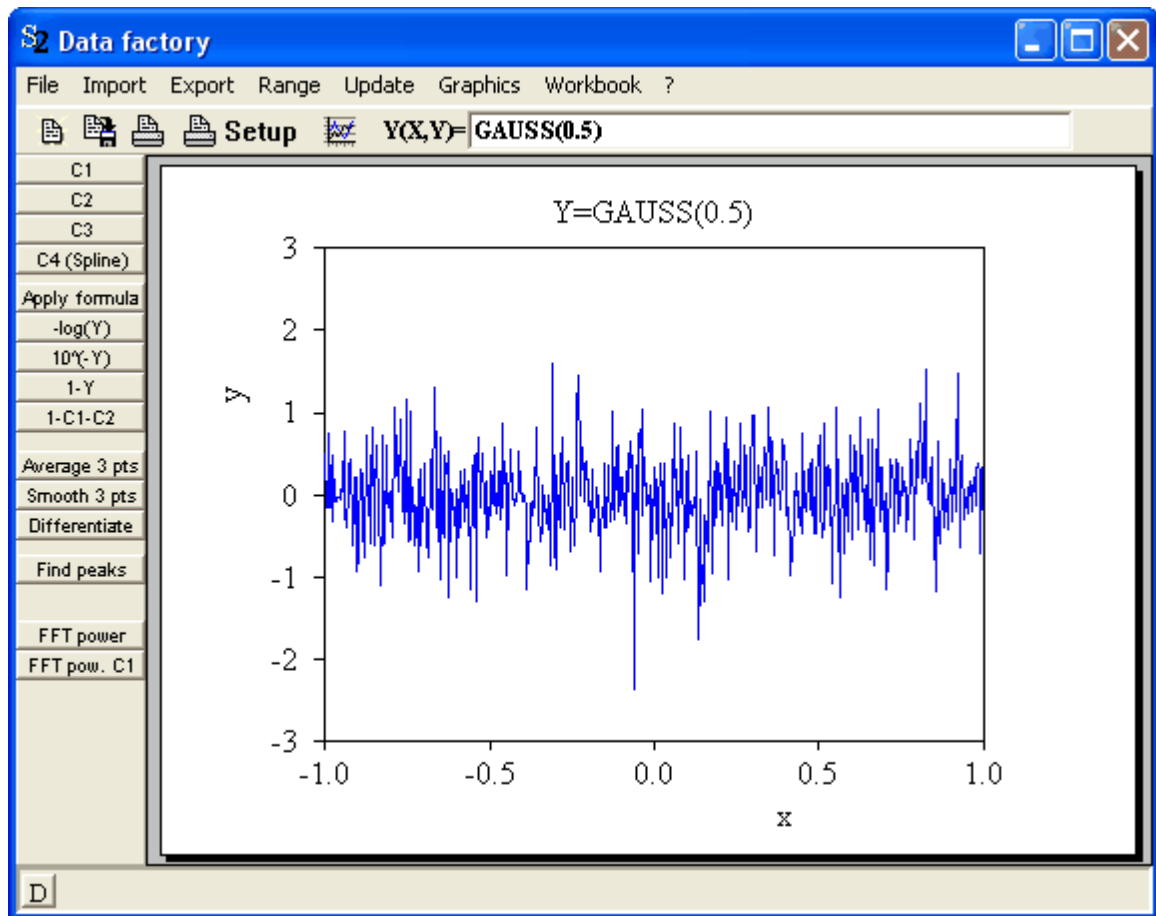 S2 Data factory
File Import Export Range Update Graphics Workbook ?
Setup Y(X,Y)= GAUSS(0.5)
C1
C2
C3
C4 (Spline)
Apply formula
-log(Y)
10^(-Y)
1-Y
1-C1-C2
Average 3 pts
Smooth 3 pts
Differentiate
Find peaks
FFT power
FFT pow. C1
Y=GAUSS(0.5)
3
2
1
0
-1
-2
-3
y
-1.0 -0.5 0.0 0.5 1.0
x
D